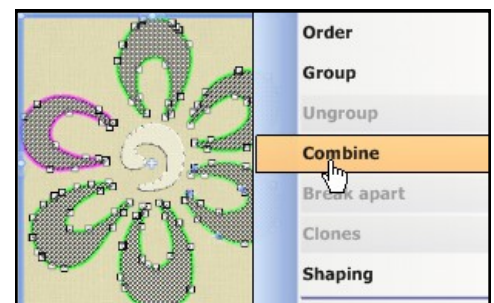 Order
Group
Ungroup
Combine
Break apart
Clones
Shaping